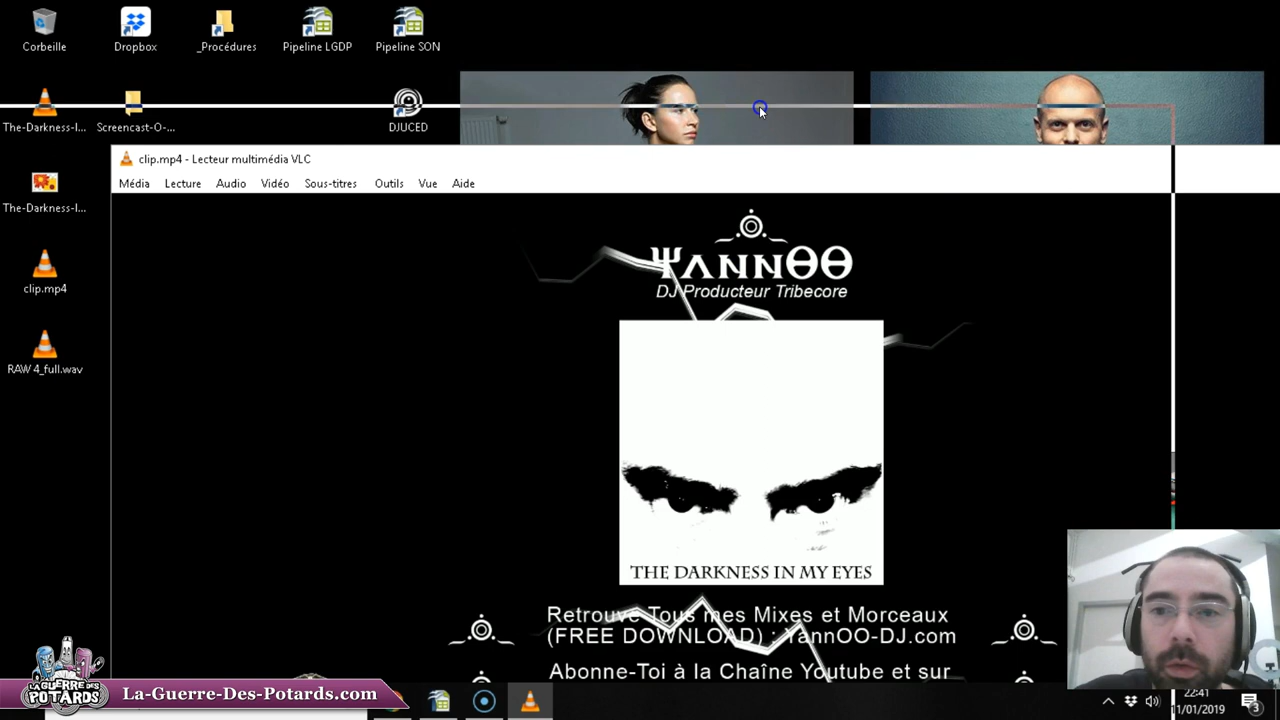 Corbeille
Dropbox
_Procédures
Pipeline LGDP
Pipeline SON
The-Darkness-I...
Screencast-O-...
DJUCED
The-Darkness-I...
clip.mp4
RAW 4_full.wav
clip.mp4 - Lecteur multimédia VLC
Média Lecture Audio Vidéo Sous-titres Outils Vue Aide
ΨANNOO
DJ Producteur Tribecore
THE DARKNESS IN MY EYES
Retrouve Tous mes Mixes et Morceaux
(FREE DOWNLOAD) : YannOO-DJ.com
Abonne-Toi à la Chaîne Youtube et sur
LA GUERRE DES
POTARDS
La-Guerre-Des-Potards.com
22:41
11/01/2019
3